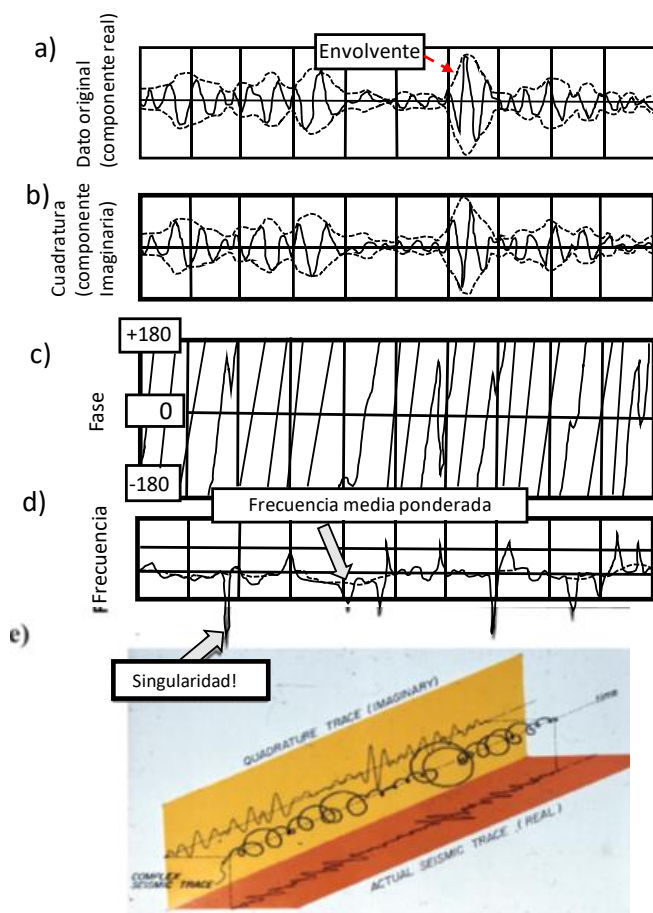 a)
Dato original
(componente real)
Envolvente
b)
Cuadratura
(componente
Imaginaria)
c)
Fase
+180
0
-180
d)
Frecuencia
Frecuencia media ponderada
e)
Singularidad!
QUADRATURE TRACE (IMAGINARY)
time
COMPLEX
SEISMIC TRACE
ACTUAL SEISMIC TRACE (REAL)